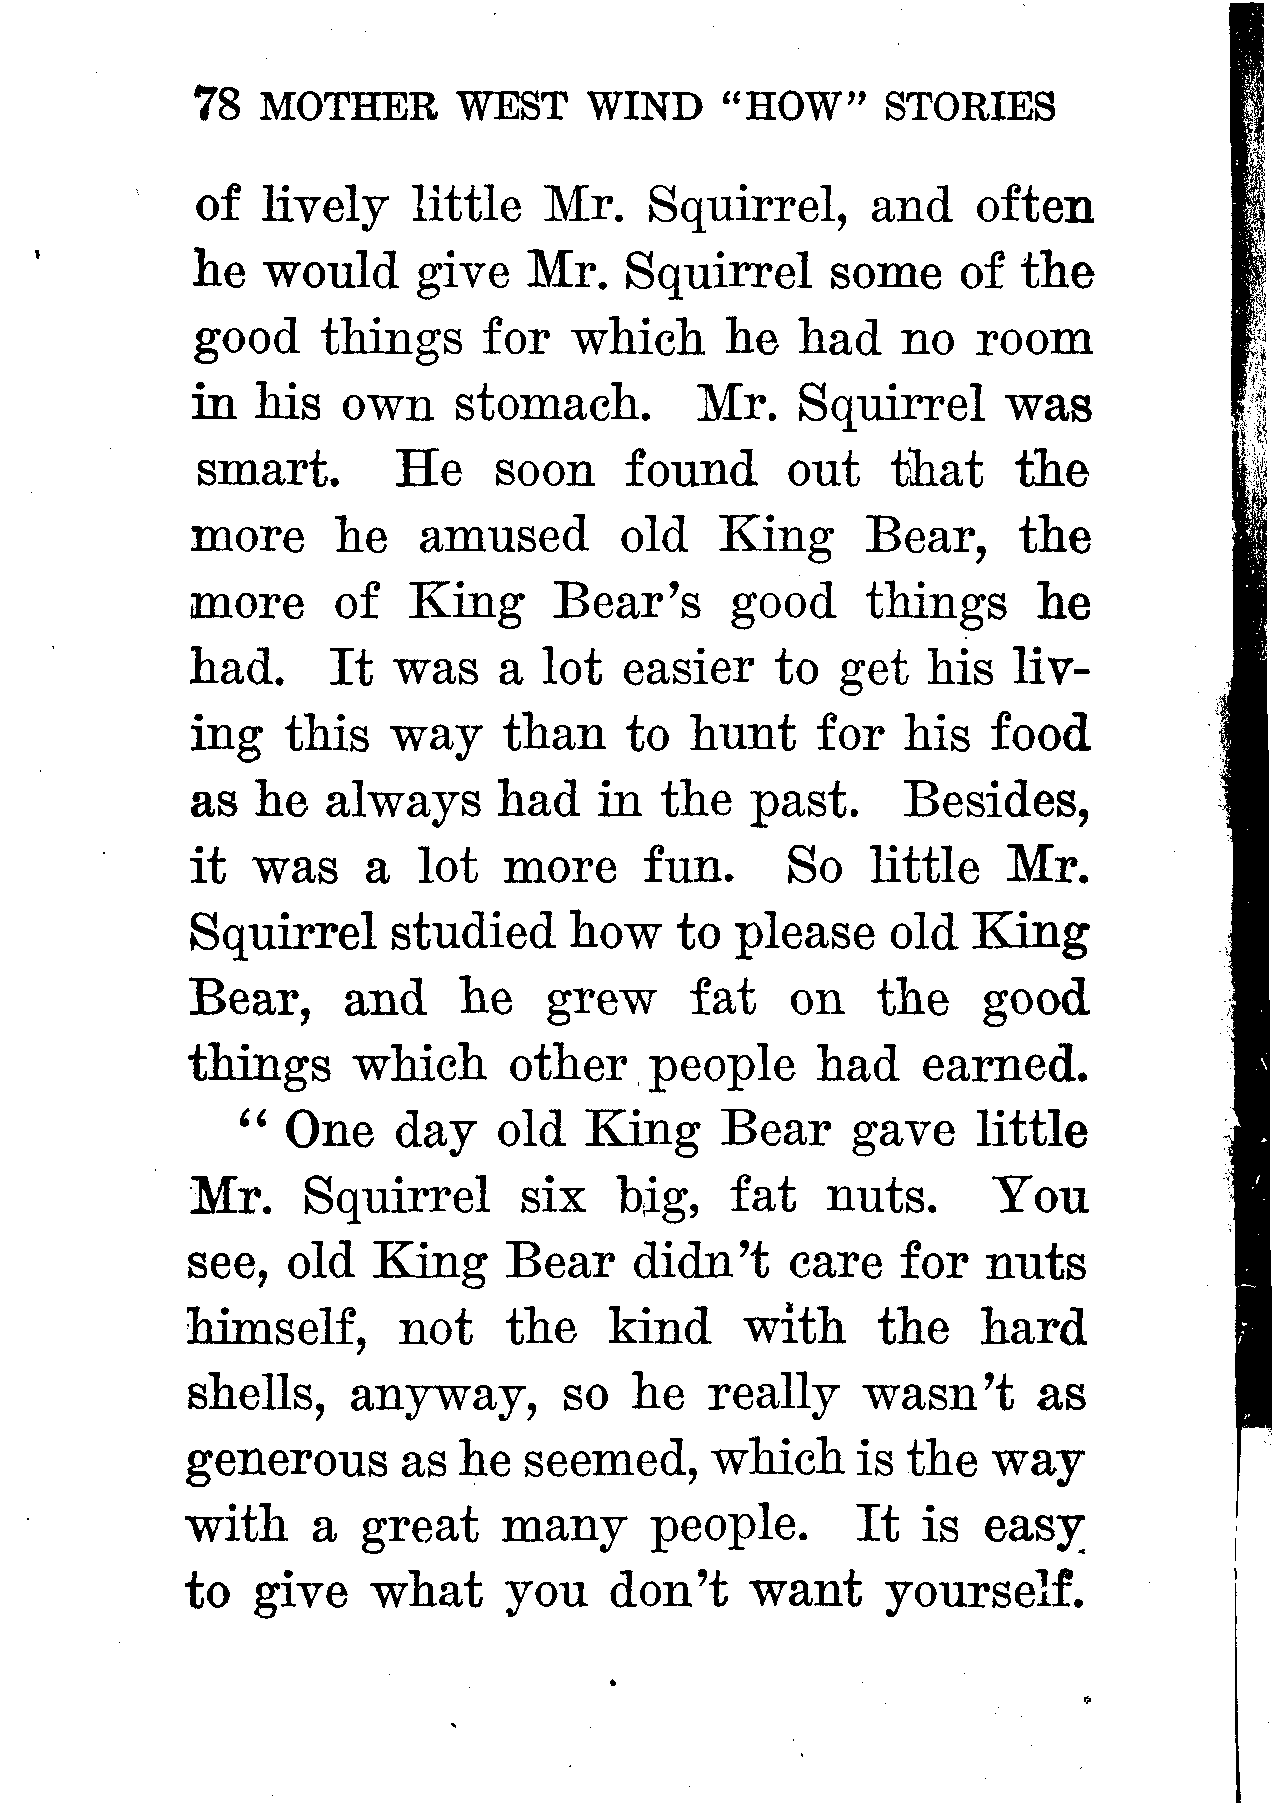 78 MOTHER WEST WIND “HOW” STORIES
of lively little Mr. Squirrel, and often
he would give Mr. Squirrel some of the
good things for which he had no room
in his own stomach. Mr. Squirrel was
smart. He soon found out that the
more he amused old King Bear, the
more of King Bear’s good things he
had. It was a lot easier to get his liv-
ing this way than to hunt for his food
as he always had in the past. Besides,
it was a lot more fun. So little Mr.
Squirrel studied how to please old King
Bear, and he grew fat on the good
things which other people had earned.
“ One day old King Bear gave little
Mr. Squirrel six big, fat nuts. You
see, old King Bear didn’t care for nuts
himself, not the kind with the hard
shells, anyway, so he really wasn’t as
generous as he seemed, which is the way
with a great many people. It is easy
to give what you don’t want yourself.